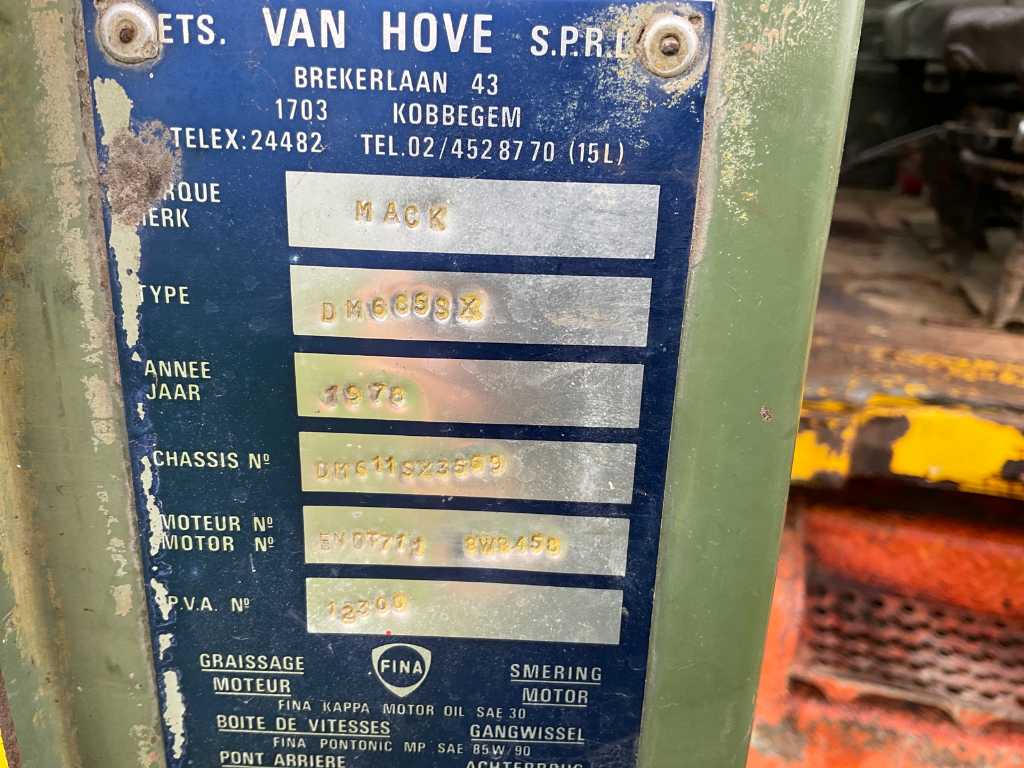 ETS. VAN HOVE S.P.R.L
BREKERLAAN 43
1703 KOBBEGEM
TELEX: 24482 TEL. 02/452 87 70 (15 L)
MACK
TYPE DM685SX
ANNEE
JAAR
1978
CHASSIS Nº DM611SX3569
MOTEUR Nº
MOTOR Nº
P.V.A. Nº 12300
GRAISSAGE
MOTEUR
FINA
SMERING
MOTOR
FINA KAPPA MOTOR OIL SAE 30
BOITE DE VITESSES GANGWISSEL
FINA PONTONIC MP SAE 85W/90
PONT ARRIERE